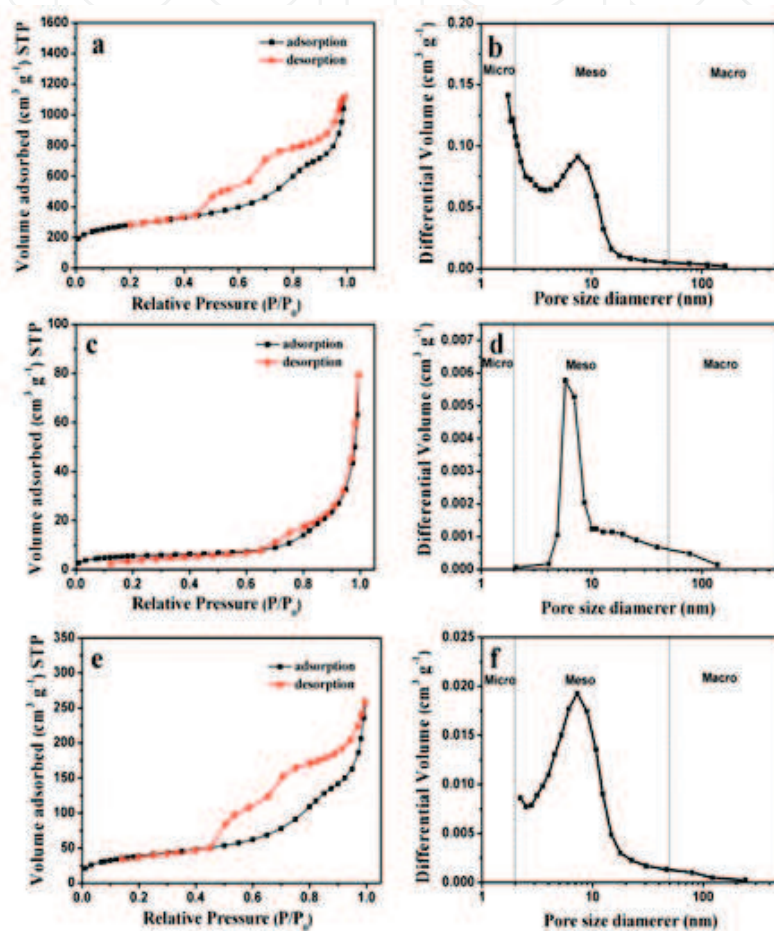 a
adsorption
desorption
Volume adsorbed (cm³ g⁻¹) STP
1600
1400
1200
1000
800
600
400
200
0
0.0 0.2 0.4 0.6 0.8 1.0
Relative Pressure (P/P₀)
b
Micro Meso Macro
Differential Volume (cm³ g⁻¹)
0.20
0.15
0.10
0.05
0.00
1 10 100
Pore size diamerer (nm)
c
adsorption
desorption
Volume adsorbed (cm³ g⁻¹) STP
80
60
40
20
0
0.0 0.2 0.4 0.6 0.8 1.0
Relative Pressure (P/P₀)
d
Micro Meso Macro
Differential Volume (cm³ g⁻¹)
0.007
0.006
0.005
0.004
0.003
0.002
0.001
0.000
1 10 100
Pore size diamerer (nm)
e
adsorption
desorption
Volume adsorbed (cm³ g⁻¹) STP
350
300
250
200
150
100
50
0
0.0 0.2 0.4 0.6 0.8 1.0
Relative Pressure (P/P₀)
f
Micro Meso Macro
Differential Volume (cm³ g⁻¹)
0.025
0.020
0.015
0.010
0.005
0.000
1 10 100
Pore size diamerer (nm)